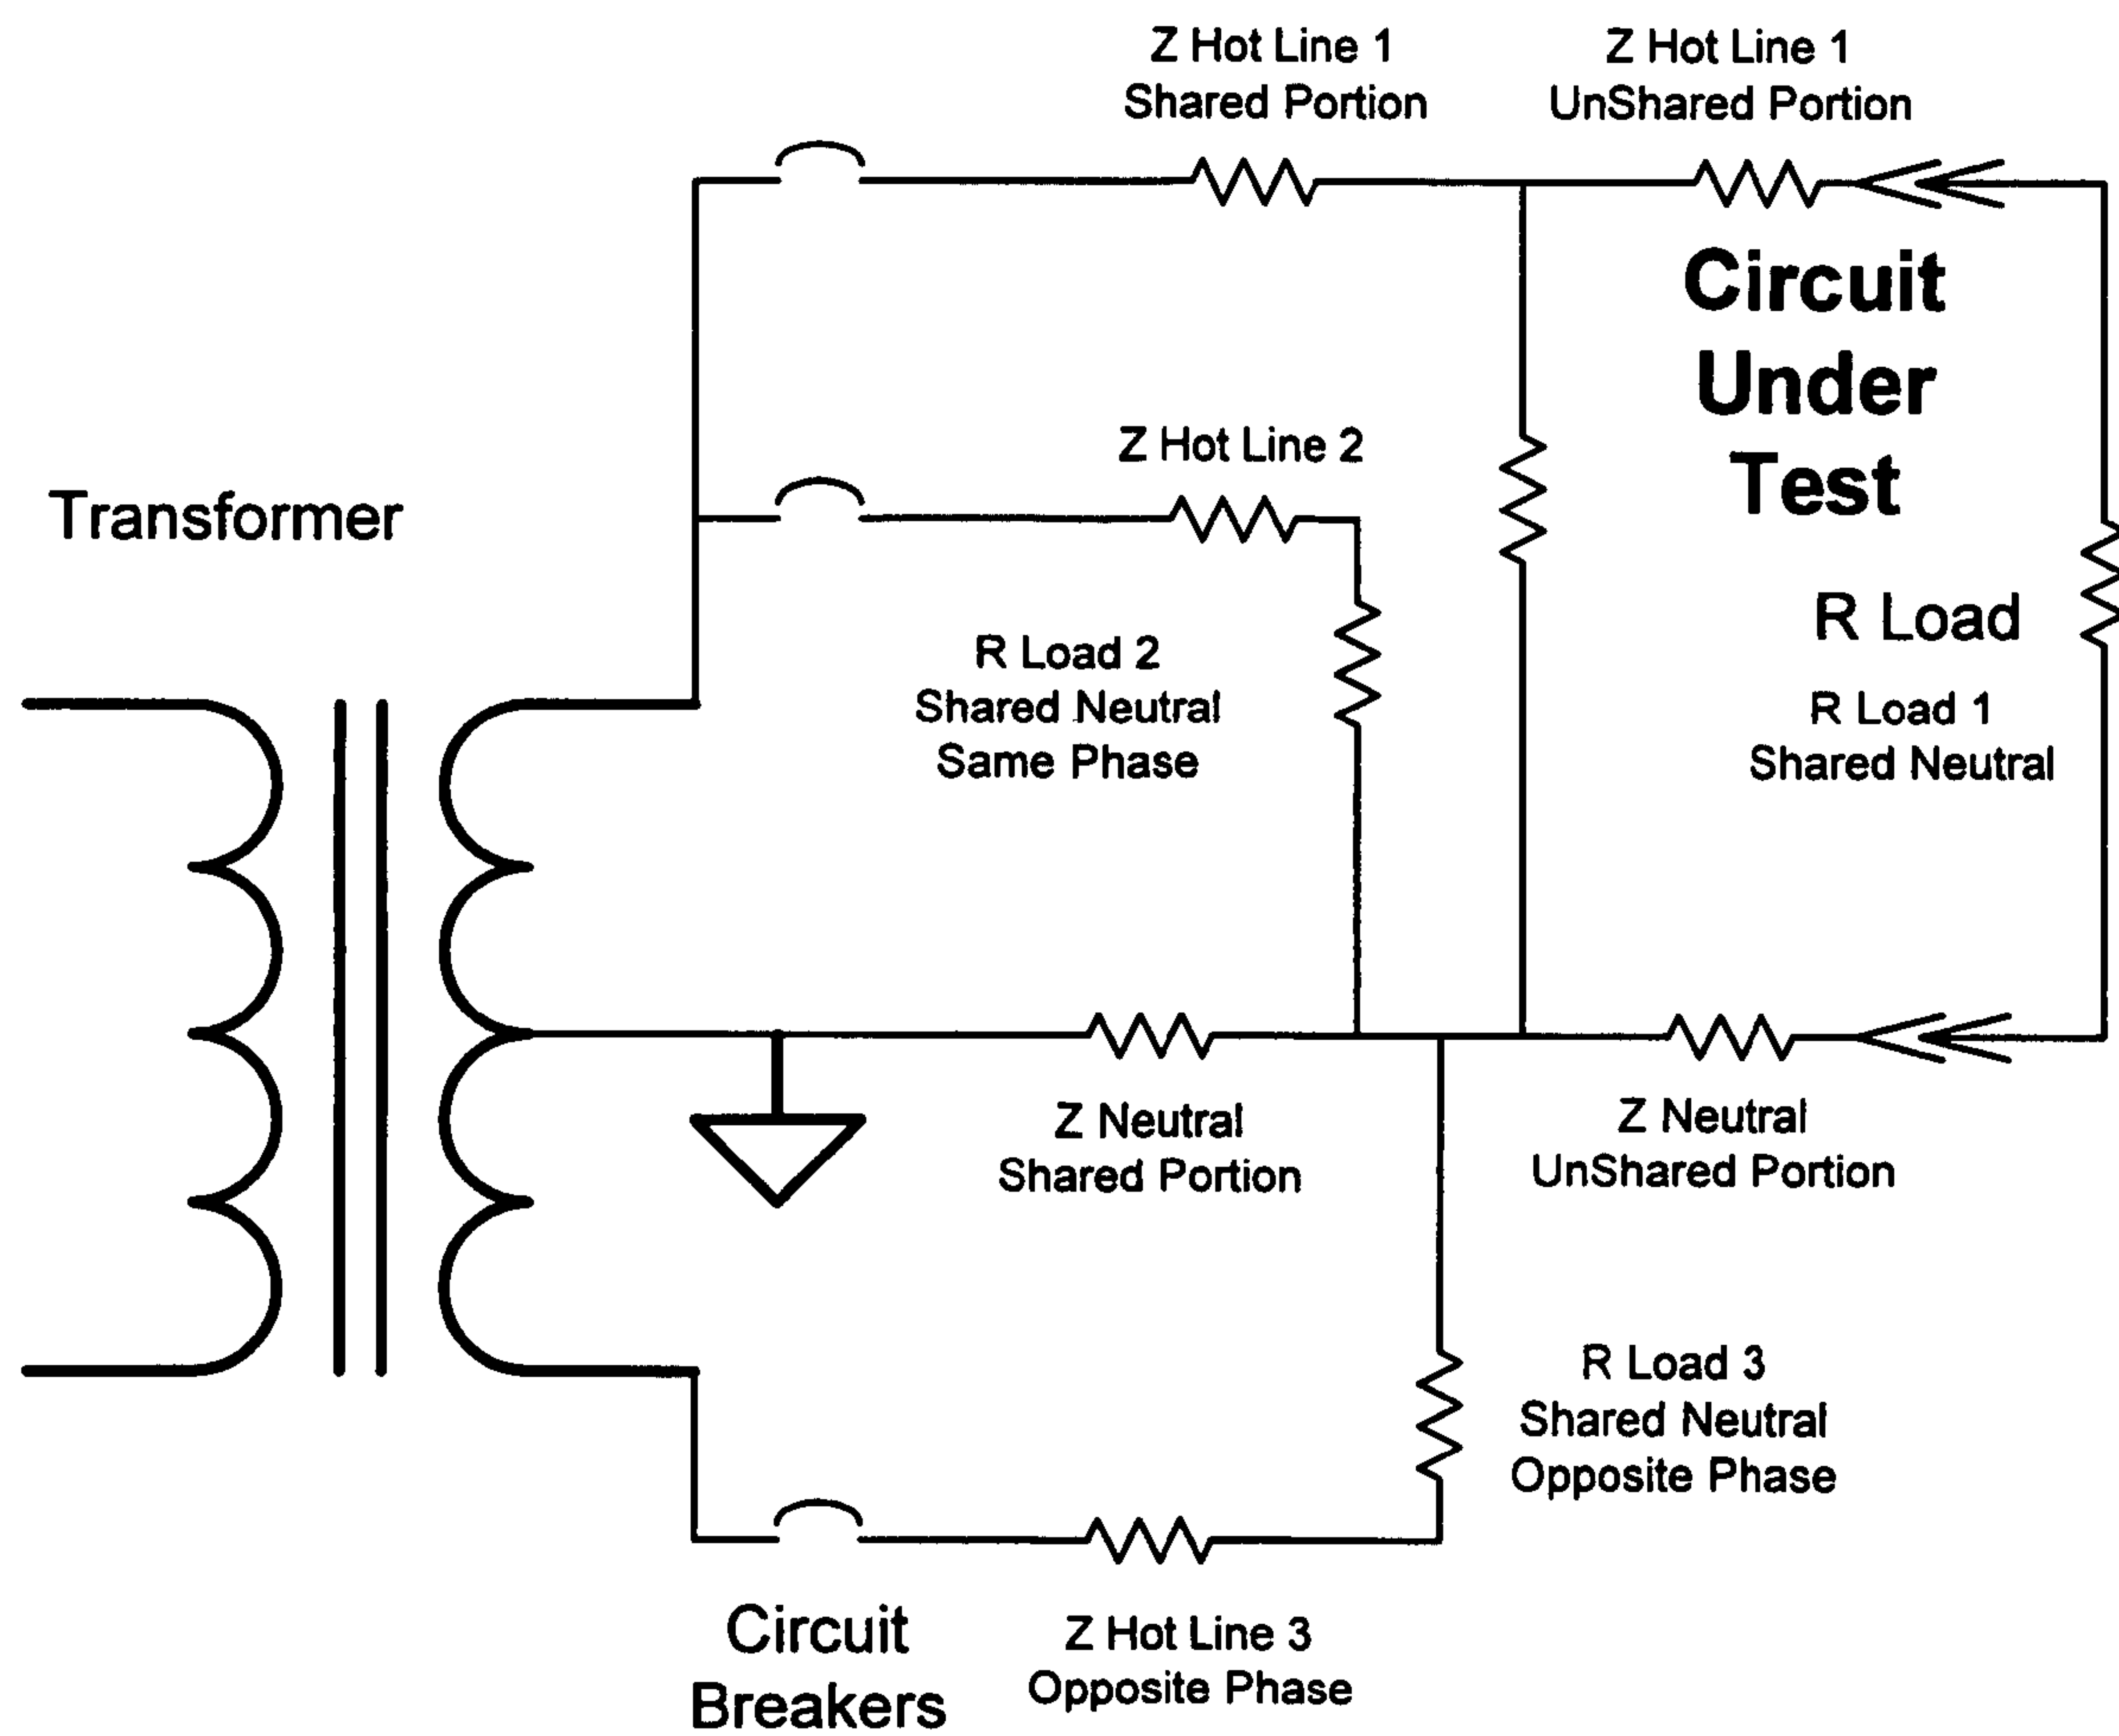 Z Hot Line 1
Shared Portion
Z Hot Line 1
UnShared Portion
Circuit
Under
Test
Z Hot Line 2
Transformer
R Load
R Load 2
Shared Neutral
Same Phase
R Load 1
Shared Neutral
Z Neutral
Shared Portion
Z Neutral
UnShared Portion
R Load 3
Shared Neutral
Opposite Phase
Circuit
Breakers
Z Hot Line 3
Opposite Phase